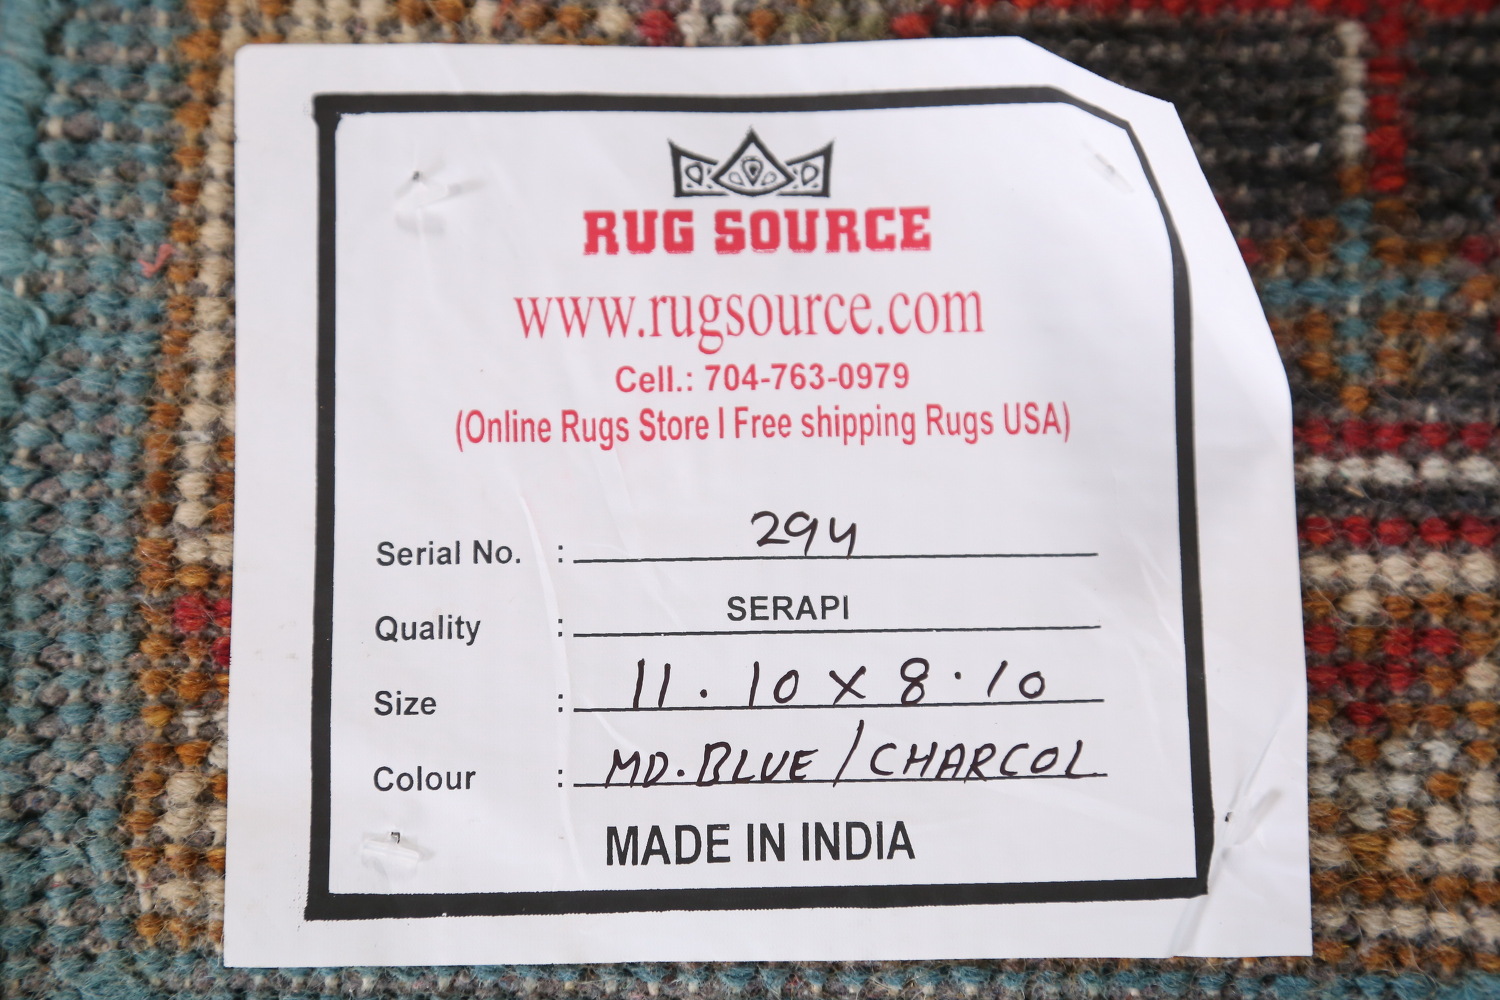 RUG SOURCE
www.rugsource.com
Cell.: 704-763-0979
(Online Rugs Store I Free shipping Rugs USA)
Serial No. : 294
Quality : SERAPI
Size : 11.10 x 8.10
Colour : MD.BLUE / CHARCOL
MADE IN INDIA